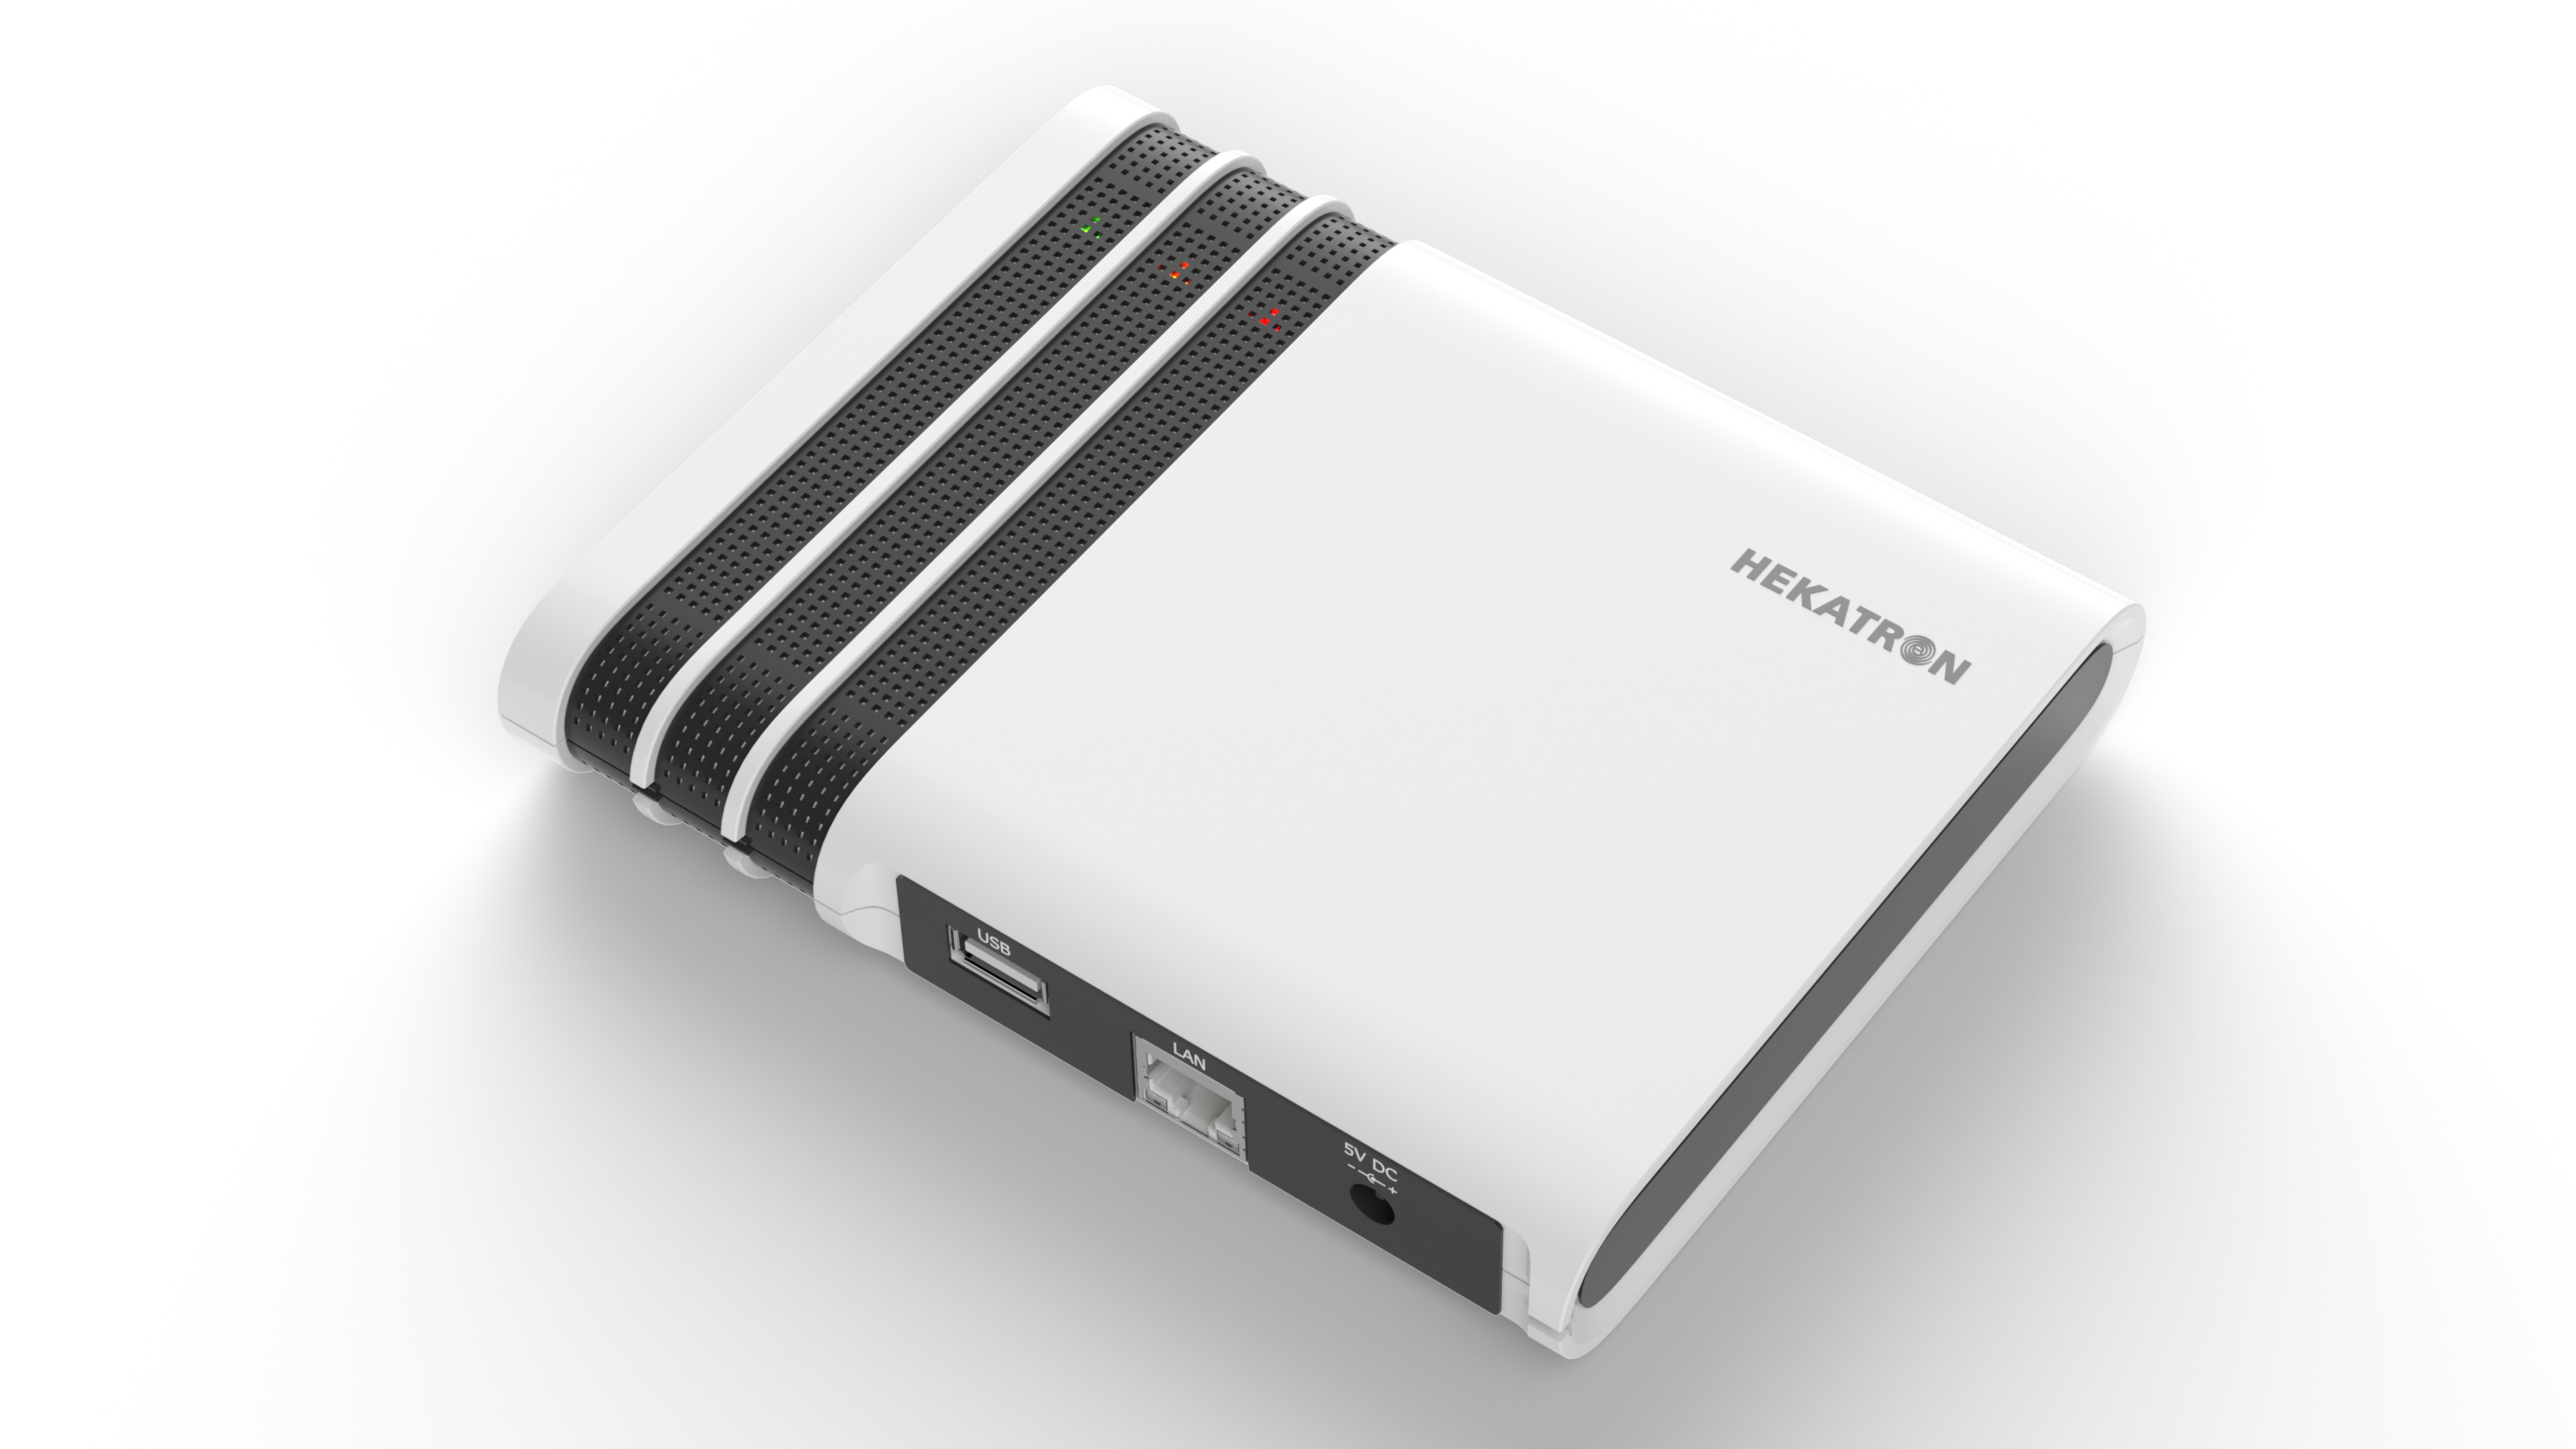 HEKATRON
USB
LAN
5V DC
- +